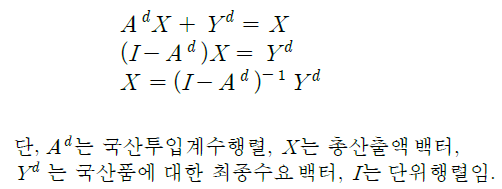 A^d X + Y^d = X
(I - A^d)X = Y^d
X = (I - A^d)^-1 Y^d
단, A^d는 국산투입계수행렬, X는 총산출액 백터,
Y^d 는 국산품에 대한 최종수요 백터, I는 단위행렬임.